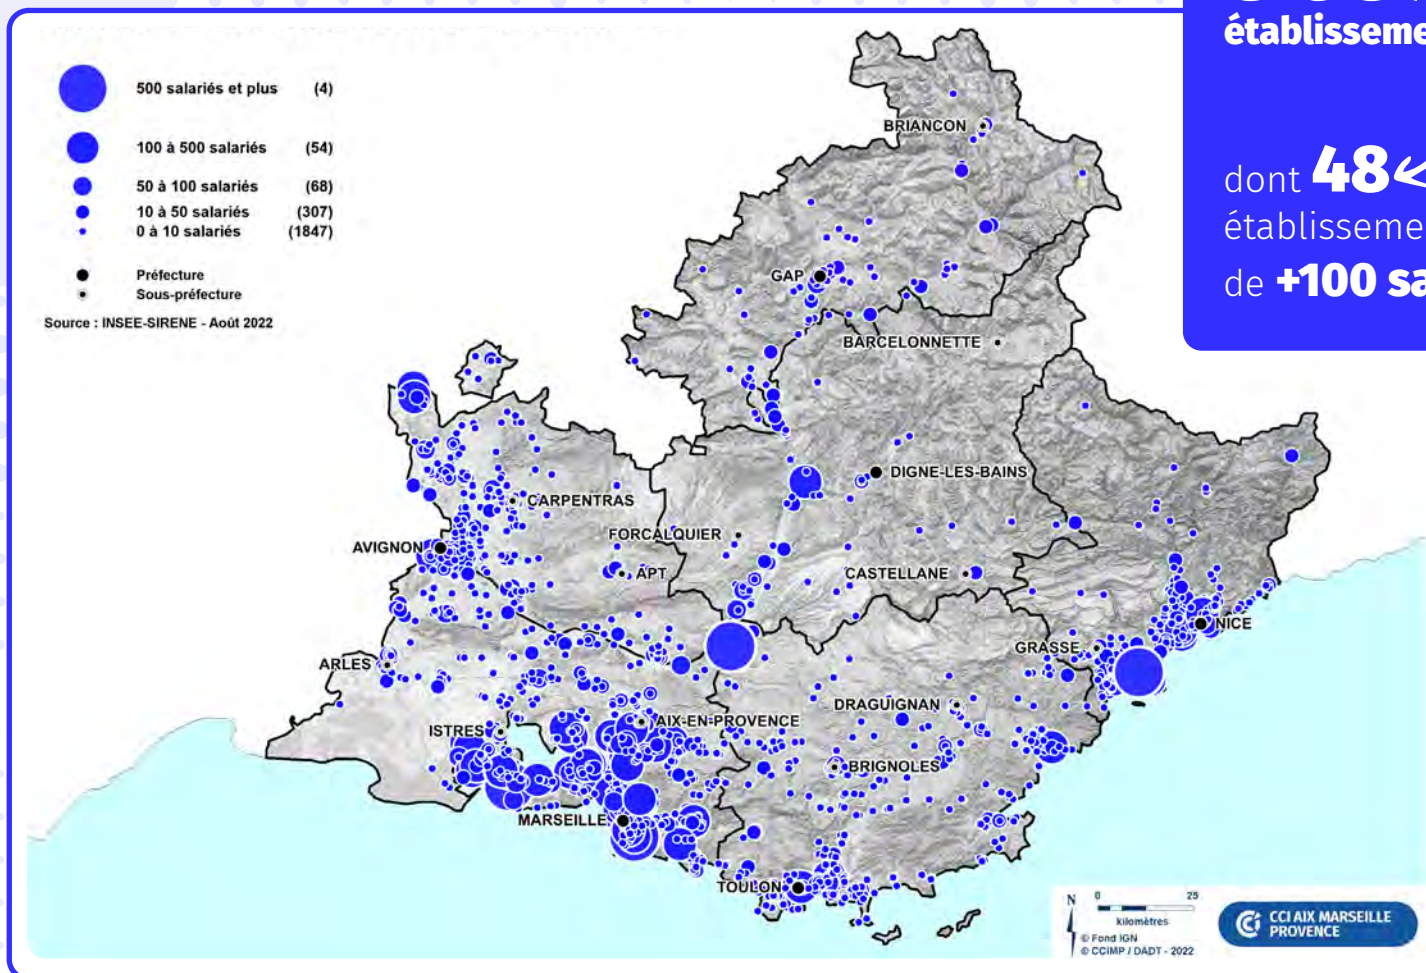 établisseme
dont 48
établisseme
de +100 sa
500 salariés et plus (4)
100 à 500 salariés (54)
50 à 100 salariés (68)
10 à 50 salariés (307)
0 à 10 salariés (1847)
Préfecture
Sous-préfecture
Source : INSEE-SIRENE - Août 2022
BRIANCON
GAP
BARCELONNETTE
DIGNE-LES-BAINS
CARPENTRAS
FORCALQUIER
AVIGNON
APT
CASTELLANE
NICE
GRASSE
ARLES
DRAGUIGNAN
AIX-EN-PROVENCE
ISTRES
BRIGNOLES
MARSEILLE
TOULON
N
0 25
kilomètres
© Fond IGN
© CCIMP / DADT - 2022
CCI AIX MARSEILLE
PROVENCE